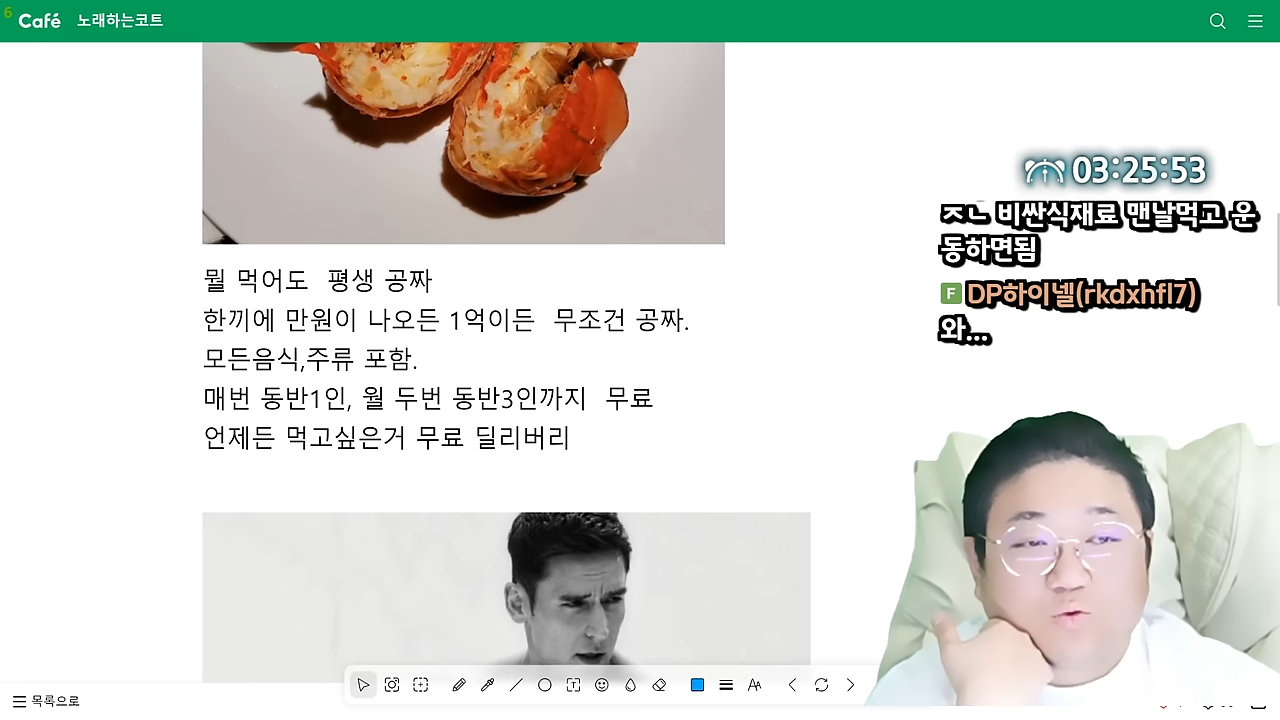 6
Café 노래하는코트
03:25:53
ㅈㄴ 비싼식재료 맨날먹고 운
동하면됨
F DP하이넬(rkdxhfl7)
와...
뭘 먹어도 평생 공짜
한끼에 만원이 나오든 1억이든 무조건 공짜.
모든음식,주류 포함.
매번 동반1인, 월 두번 동반3인까지 무료
언제든 먹고싶은거 무료 딜리버리
목록으로